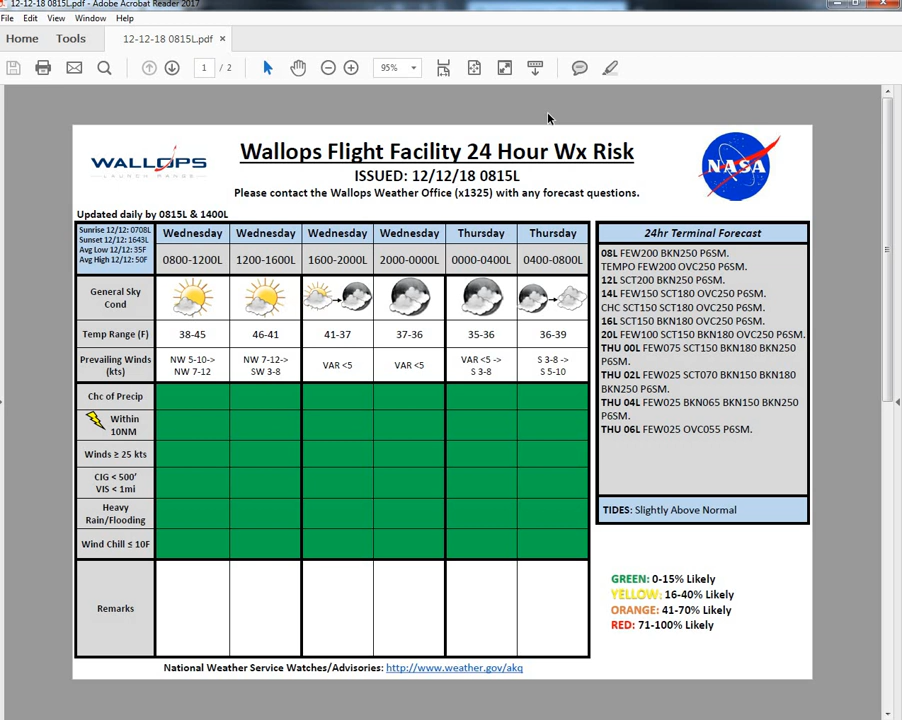 12-12-18 0815L.pdf - Adobe Acrobat Reader 2017
File Edit View Window Help
Home Tools 12-12-18 0815L.pdf ×
1 / 2 95%
WALLOPS
LAUNCH RANGE
Wallops Flight Facility 24 Hour Wx Risk
ISSUED: 12/12/18 0815L
Please contact the Wallops Weather Office (x1325) with any forecast questions.
NASA
Updated daily by 0815L & 1400L
Sunrise 12/12: 0708L
Sunset 12/12: 1643L
Avg Low 12/12: 35F
Avg High 12/12: 50F
Wednesday Wednesday Wednesday Wednesday Thursday Thursday
0800-1200L 1200-1600L 1600-2000L 2000-0000L 0000-0400L 0400-0800L
General Sky
Cond
Temp Range (F) 38-45 46-41 41-37 37-36 35-36 36-39
Prevailing Winds
(kts)
NW 5-10->
NW 7-12
NW 7-12->
SW 3-8
VAR <5
VAR <5
VAR <5 ->
S 3-8
S 3-8 ->
S 5-10
Chc of Precip
Within
10NM
Winds ≥ 25 kts
CIG < 500'
VIS < 1mi
Heavy
Rain/Flooding
Wind Chill ≤ 10F
Remarks
24hr Terminal Forecast
08L FEW200 BKN250 P6SM.
TEMPO FEW200 OVC250 P6SM.
12L SCT200 BKN250 P6SM.
14L FEW150 SCT180 OVC250 P6SM.
CHC SCT150 SCT180 OVC250 P6SM.
16L SCT150 BKN180 OVC250 P6SM.
20L FEW100 SCT150 BKN180 OVC250 P6SM.
THU 00L FEW075 SCT150 BKN180 BKN250
P6SM.
THU 02L FEW025 SCT070 BKN150 BKN180
BKN250 P6SM.
THU 04L FEW025 BKN065 BKN150 BKN250
P6SM.
THU 06L FEW025 OVC055 P6SM.
TIDES: Slightly Above Normal
GREEN: 0-15% Likely
YELLOW: 16-40% Likely
ORANGE: 41-70% Likely
RED: 71-100% Likely
National Weather Service Watches/Advisories: http://www.weather.gov/akq